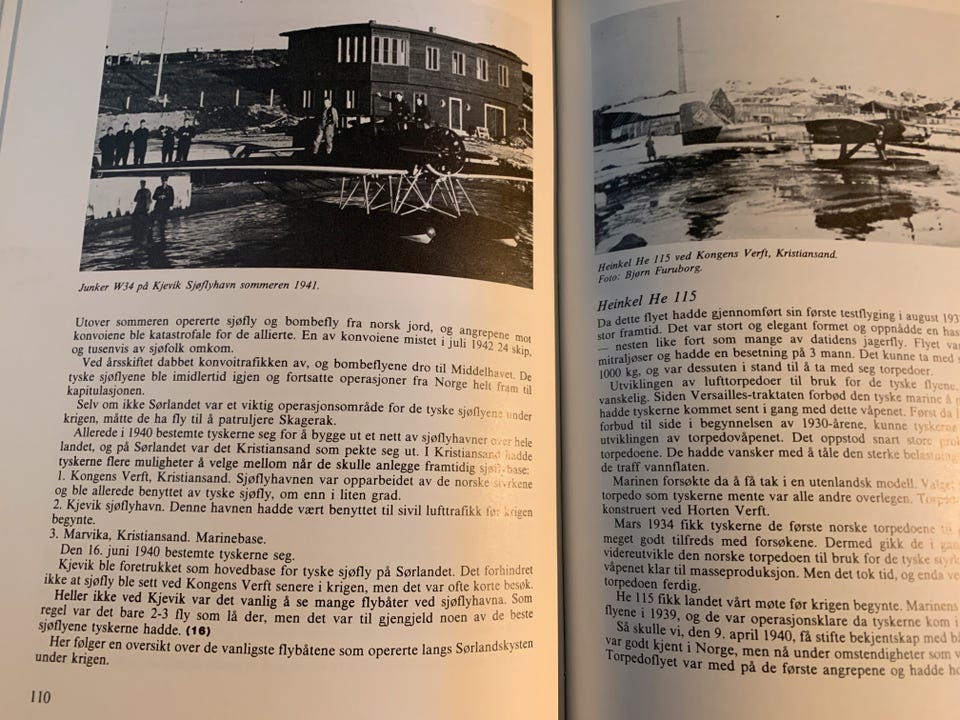 Junker W34 på Kjevik Sjøflyhavn sommeren 1941.
Utover sommeren opererte sjøfly og bombefly fra norsk jord, og angrepene mot
konvoiene ble katastrofale for de allierte. En av konvoiene mistet i juli 1942 24 skip,
og tusenvis av sjøfolk omkom.
Ved årsskiftet dabbet konvoitrafikken av, og bombeflyene dro til Middelhavet. De
tyske sjøflyene ble imidlertid igjen og fortsatte operasjoner fra Norge helt fram til
kapitulasjonen.
Selv om ikke Sørlandet var et viktig operasjonsområde for de tyske sjøflyene under
krigen, måtte de ha fly til å patruljere Skagerak.
Allerede i 1940 bestemte tyskerne seg for å bygge ut et nett av sjøflyhavner over hele
landet, og på Sørlandet var det Kristiansand som pekte seg ut. I Kristiansand hadde
tyskerne flere muligheter å velge mellom når de skulle anlegge framtidig sjøflybase:
1. Kongens Verft, Kristiansand. Sjøflyhavnen var opparbeidet av de norske styrkene
og ble allerede benyttet av tyske sjøfly, om enn i liten grad.
2. Kjevik sjøflyhavn. Denne havnen hadde vært benyttet til sivil lufttrafikk før krigen
begynte.
3. Marvika, Kristiansand. Marinebase.
Den 16. juni 1940 bestemte tyskerne seg.
Kjevik ble foretrukket som hovedbase for tyske sjøfly på Sørlandet. Det forhindret
ikke at sjøfly ble sett ved Kongens Verft senere i krigen, men det var ofte korte besøk.
Heller ikke ved Kjevik var det vanlig å se mange flybåter ved sjøflyhavna. Som
regel var det bare 2-3 fly som lå der, men det var til gjengjeld noen av de beste
sjøflyene tyskerne hadde. (16)
Her følger en oversikt over de vanligste flybåtene som opererte langs Sørlandskysten
under krigen.
110
Heinkel He 115 ved Kongens Verft, Kristiansand.
Foto: Bjørn Furuborg.
Heinkel He 115
Da dette flyet hadde gjennomført sin første testflyging i august 193
stor framtid. Det var stort og elegant formet og oppnådde en
— nesten like fort som mange av datidens jagerfly. Flyet
mitraljøser og hadde en besetning på 3 mann. Det kunne ta med
1000 kg, og var dessuten i stand til å ta med seg torpedoer.
Utviklingen av lufttorpedoer til bruk for de tyske flyene
vanskelig. Siden Versailles-traktaten forbød den tyske marine å
hadde tyskerne kommet sent i gang med dette våpenet. Først da
forbud til side i begynnelsen av 1930-årene, kunne tyskerne
utviklingen av torpedovåpenet. Det oppstod snart store
torpedoene. De hadde vansker med å tåle den sterke
de traff vannflaten.
Marinen forsøkte da å få tak i en utenlandsk modell. Valget
torpedo som tyskerne mente var alle andre overlegen.
konstruert ved Horten Verft.
Mars 1934 fikk tyskerne de første norske torpedoene
meget godt tilfreds med forsøkene. Dermed gikk de i
videreutvikle den norske torpedoen til bruk for de tyske
våpenet klar til masseproduksjon. Men det tok tid, og enda
torpedoen ferdig.
He 115 fikk landet vårt møte før krigen begynte. Marinens
flyene i 1939, og de var operasjonsklare da tyskerne kom i
Så skulle vi, den 9. april 1940, få stifte bekjentskap med
var godt kjent i Norge, men nå under omstendigheter som
Torpedoflyet var med på de første angrepene og hadde